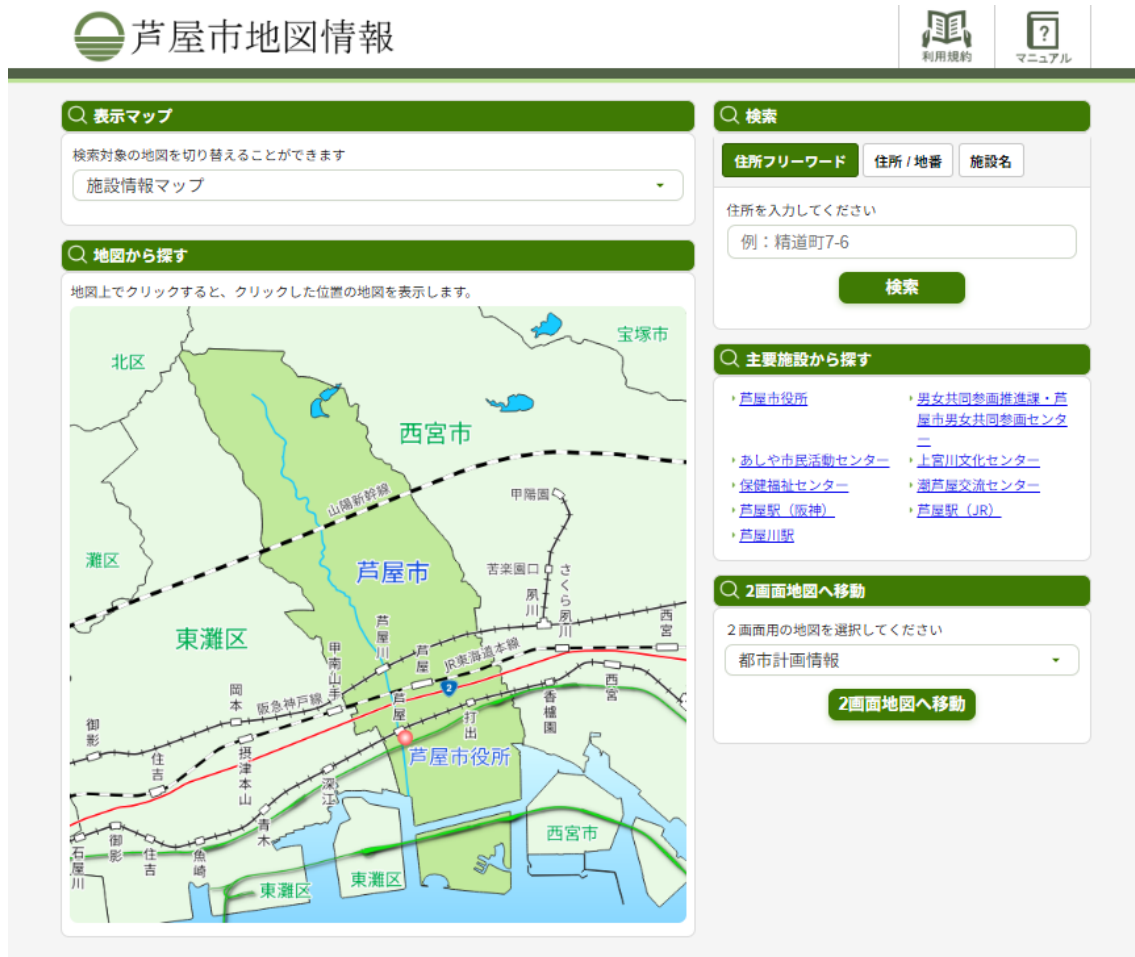 芦屋市地図情報
利用規約
マニュアル
表示マップ
検索対象の地図を切り替えることができます
施設情報マップ
地図から探す
地図上でクリックすると、クリックした位置の地図を表示します。
北区
宝塚市
西宮市
山陽新幹線
甲陽園
灘区
芦屋市
苦楽園口
さくら夙川
夙川
西宮
東灘区
芦屋川
甲南山手
芦屋
JR東海道本線
2
岡本
阪急神戸線
芦屋
打出
香櫨園
西宮
御影
住吉
摂津本山
深江
芦屋市役所
青木
西宮市
石屋川
御影
住吉
魚崎
東灘区
東灘区
検索
住所フリーワード
住所 / 地番
施設名
住所を入力してください
例：精道町7-6
検索
主要施設から探す
芦屋市役所
男女共同参画推進課・芦
屋市男女共同参画センタ
ー
あしや市民活動センター
上宮川文化センター
保健福祉センター
潮芦屋交流センター
芦屋駅（阪神）
芦屋駅（JR）
芦屋川駅
2画面地図へ移動
２画面用の地図を選択してください
都市計画情報
2画面地図へ移動